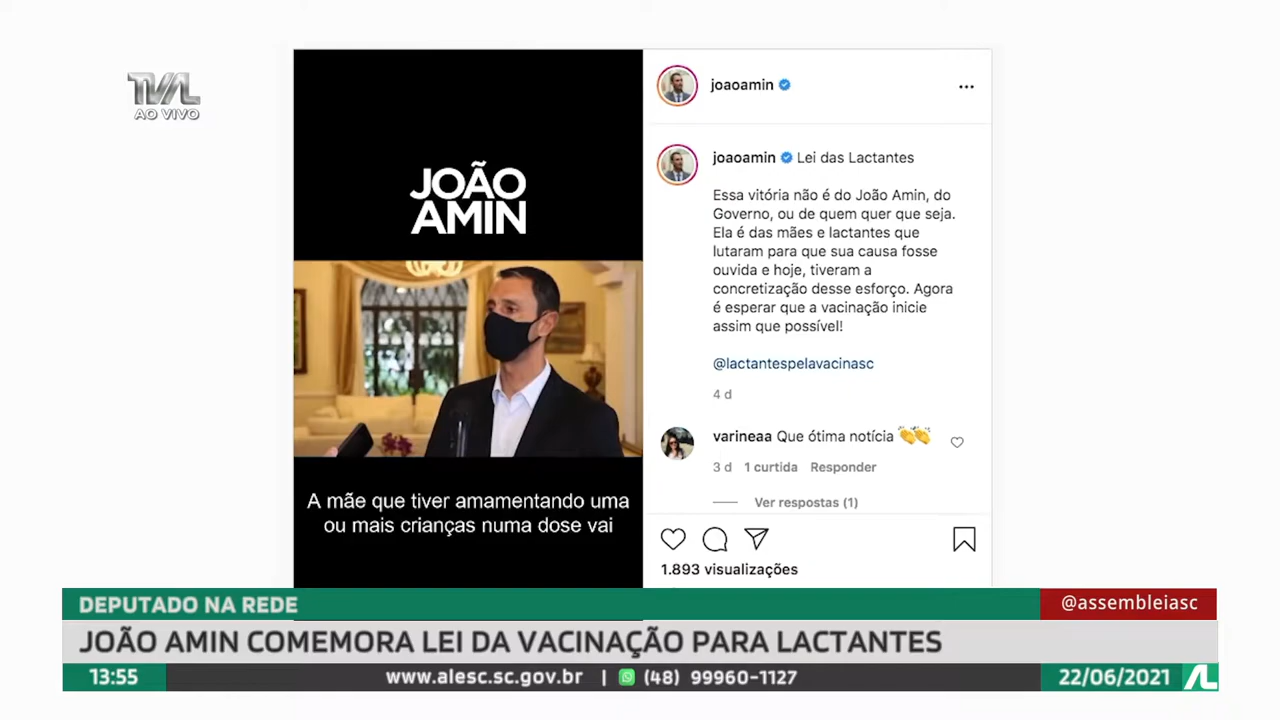 TVAL
AO VIVO
JOÃO
AMIN
A mãe que tiver amamentando uma
ou mais crianças numa dose vai
joaoamin
joaoamin Lei das Lactantes
Essa vitória não é do João Amin, do
Governo, ou de quem quer que seja.
Ela é das mães e lactantes que
lutaram para que sua causa fosse
ouvida e hoje, tiveram a
concretização desse esforço. Agora
é esperar que a vacinação inicie
assim que possível!
@lactantespelavacinasc
4 d
varineaa Que ótima notícia 👏👏
3 d 1 curtida Responder
Ver respostas (1)
1.893 visualizações
DEPUTADO NA REDE
@assembleiasc
JOÃO AMIN COMEMORA LEI DA VACINAÇÃO PARA LACTANTES
13:55
www.alesc.sc.gov.br | (48) 99960-1127
22/06/2021